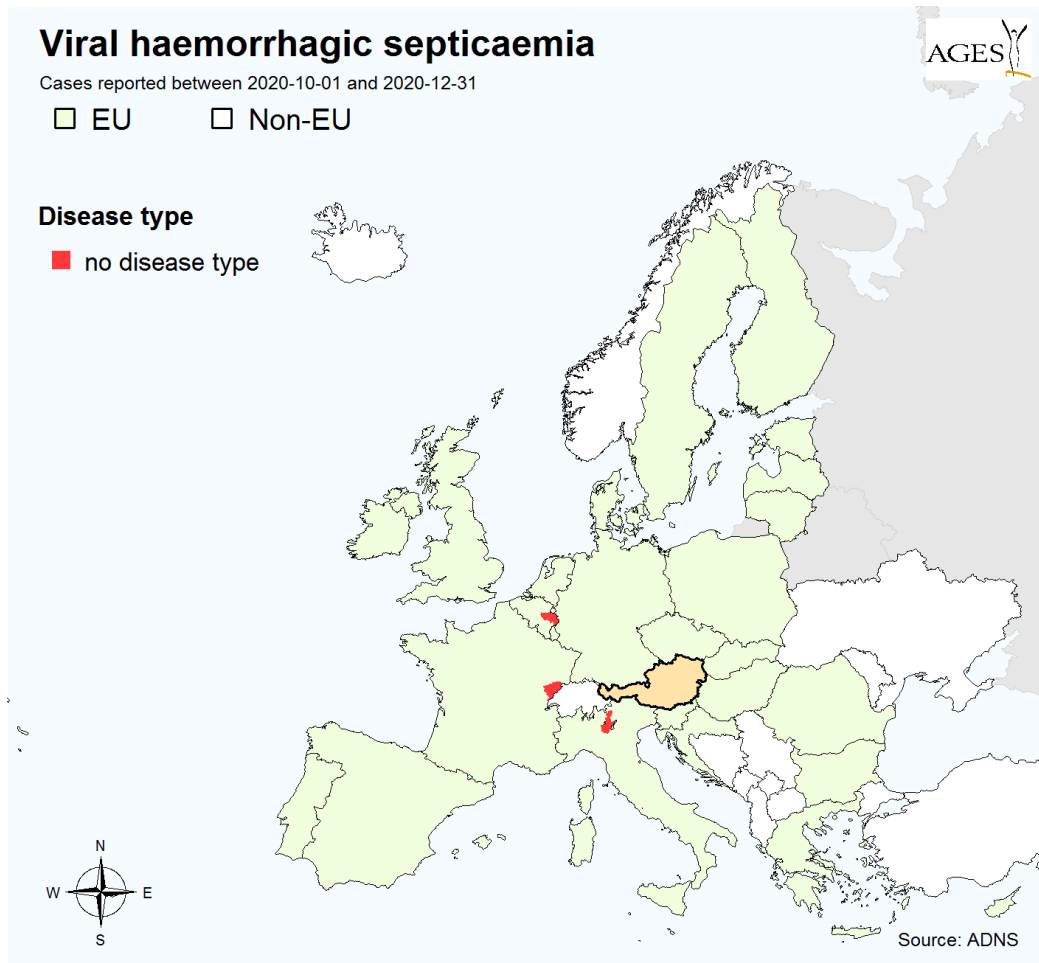 Viral haemorrhagic septicaemia
AGES
Cases reported between 2020-10-01 and 2020-12-31
EU Non-EU
Disease type
no disease type
N
W E
S
Source: ADNS